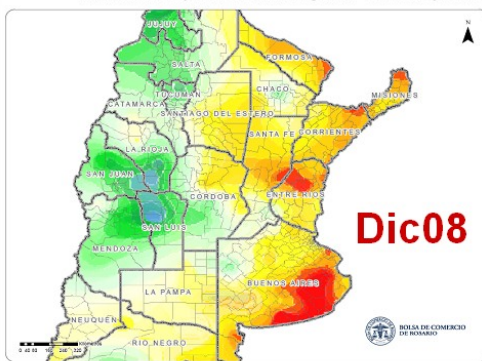 N
JUJUY
SALTA
FORMOSA
CHACO
TUCUMAN
MISIONES
CATAMARCA
SANTIAGO DEL ESTERO
SANTA FE
CORRIENTES
LA RIOJA
SAN JUAN
CORDOBA
ENTRE RIOS
SAN LUIS
Dic08
MENDOZA
BUENOS AIRES
LA PAMPA
NEUQUEN
RIO NEGRO
BOLSA DE COMERCIO
DE ROSARIO